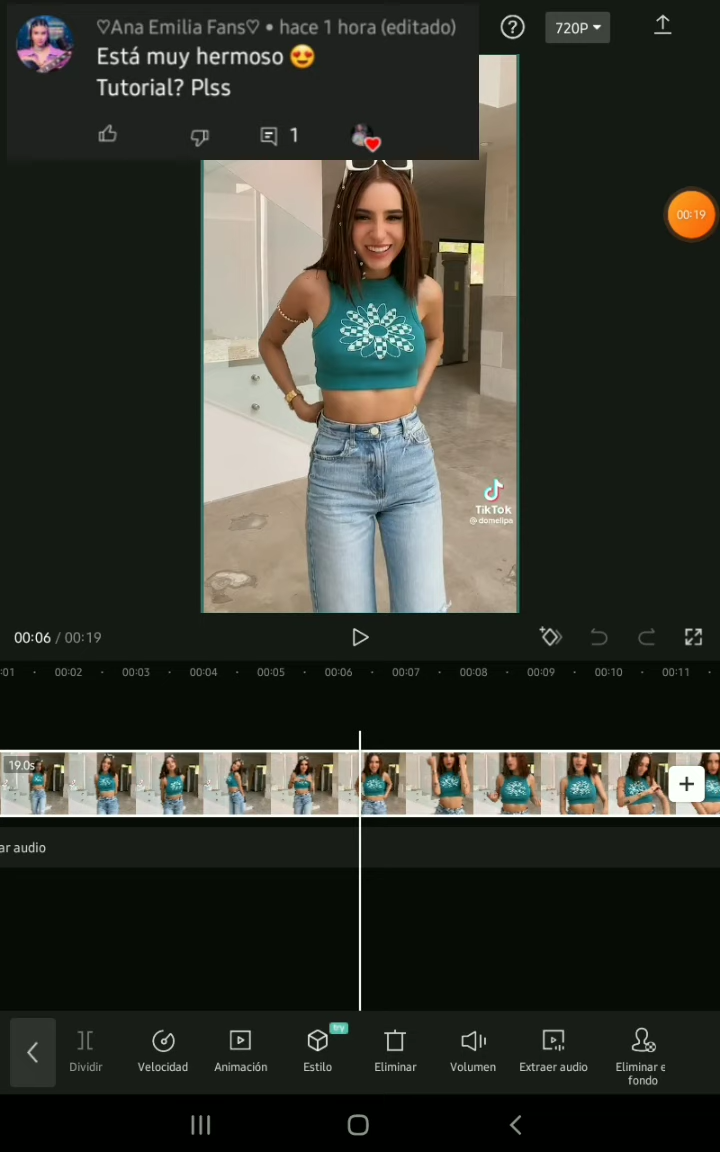 ♡Ana Emilia Fans♡ • hace 1 hora (editado)
Está muy hermoso 😍
Tutorial? Plss
1
720P
00:19
TikTok
@domelipa
00:06 / 00:19
:01 00:02 00:03 00:04 00:05 00:06 00:07 00:08 00:09 00:10 00:11
19.0s
ar audio
try
Dividir
Velocidad
Animación
Estilo
Eliminar
Volumen
Extraer audio
Eliminar e
fondo